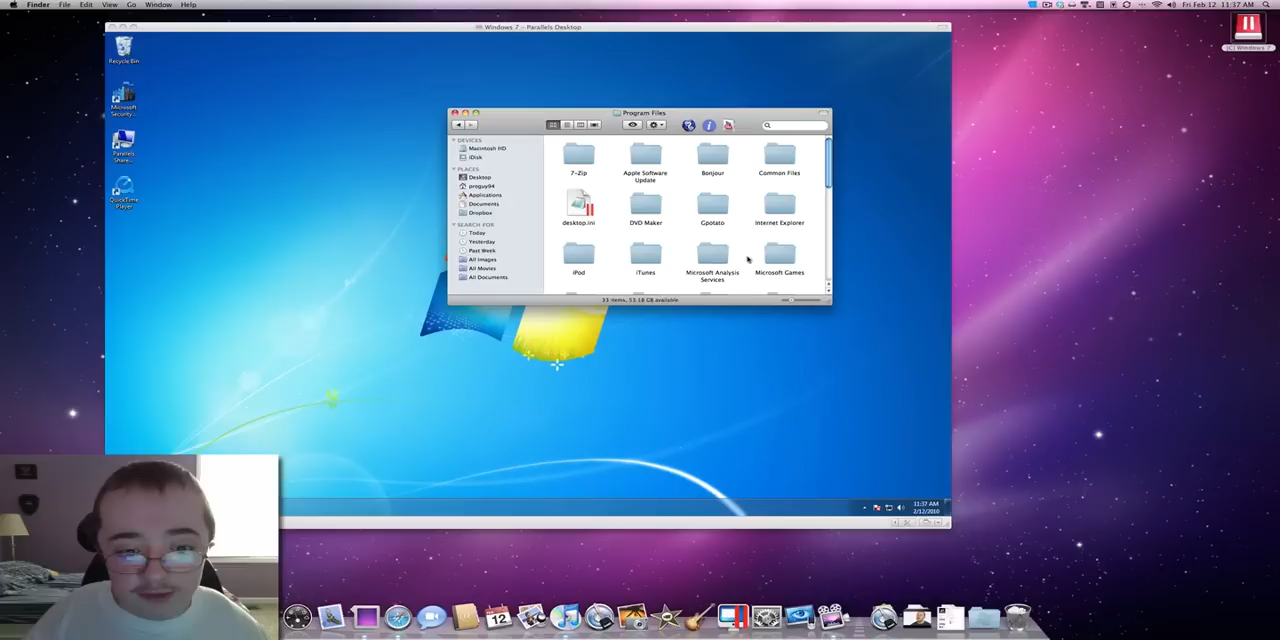 Finder File Edit View Go Window Help
Fri Feb 12 11:37 AM
Windows 7 - Parallels Desktop
(C) Windows 7
Recycle Bin
Microsoft
Security...
Parallels
Share...
QuickTime
Player
Program Files
DEVICES
Macintosh HD
iDisk
PLACES
Desktop
proguy94
Applications
Documents
Dropbox
SEARCH FOR
Today
Yesterday
Past Week
All Images
All Movies
All Documents
7-Zip
Apple Software
Update
Bonjour
Common Files
desktop.ini
DVD Maker
Gpotato
Internet Explorer
iPod
iTunes
Microsoft Analysis
Services
Microsoft Games
33 items, 53.18 GB available
11:37 AM
2/12/2010
12